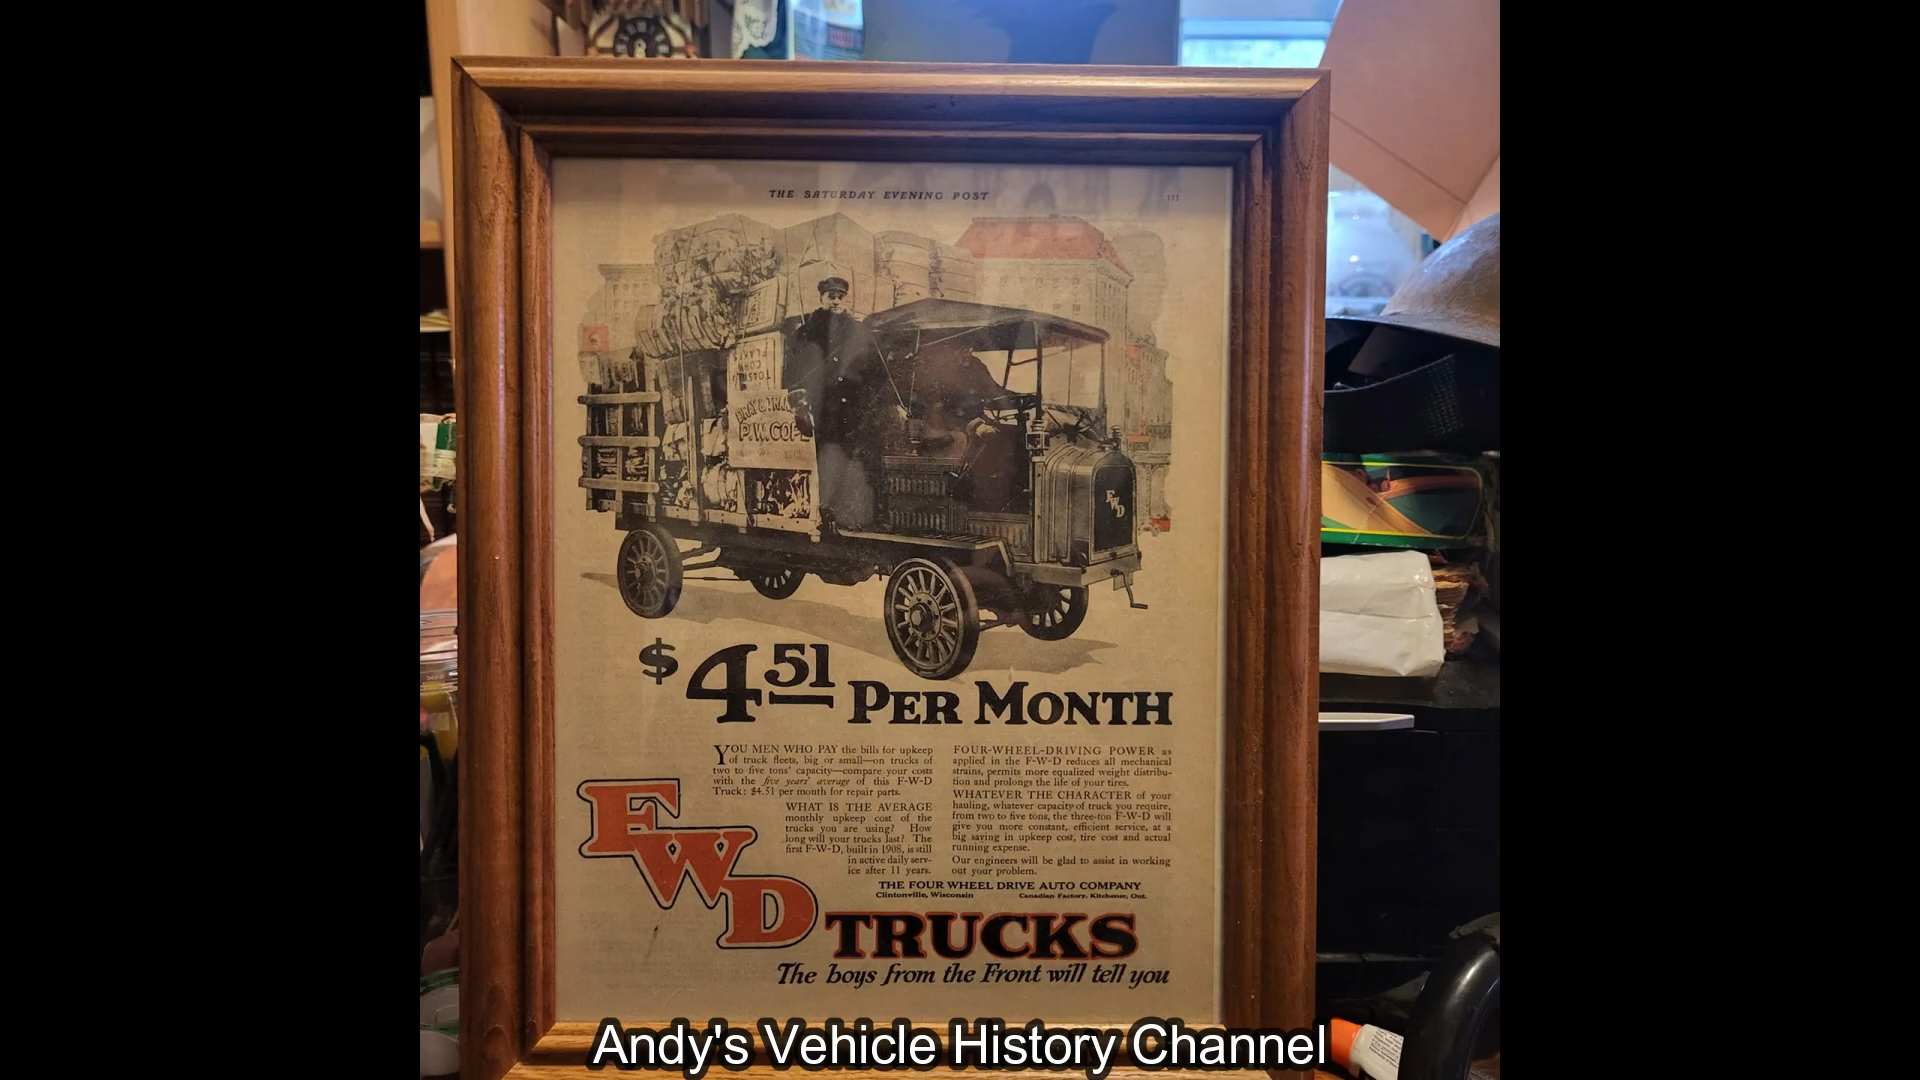 THE SATURDAY EVENING POST
111
TOASTED
CORN
FLAKES
P. W. COPE
FWD
$4.51 PER MONTH
YOU MEN WHO PAY the bills for upkeep
of truck fleets, big or small—on trucks of
two to five tons' capacity—compare your costs
with the five years' average of this F-W-D
Truck: $4.51 per month for repair parts.
WHAT IS THE AVERAGE
monthly upkeep cost of the
trucks you are using? How
long will your trucks last? The
first F-W-D, built in 1908, is still
in active daily serv-
ice after 11 years.
FOUR-WHEEL-DRIVING POWER as
applied in the F-W-D reduces all mechanical
strains, permits more equalized weight distribu-
tion and prolongs the life of your tires.
WHATEVER THE CHARACTER of your
hauling, whatever capacity of truck you require,
from two to five tons, the three-ton F-W-D will
give you more constant, efficient service, at a
big saving in upkeep cost, tire cost and actual
running expense.
Our engineers will be glad to assist in working
out your problem.
THE FOUR WHEEL DRIVE AUTO COMPANY
Clintonville, Wisconsin Canadian Factory, Kitchener, Ont.
FWD TRUCKS
The boys from the Front will tell you
Andy's Vehicle History Channel